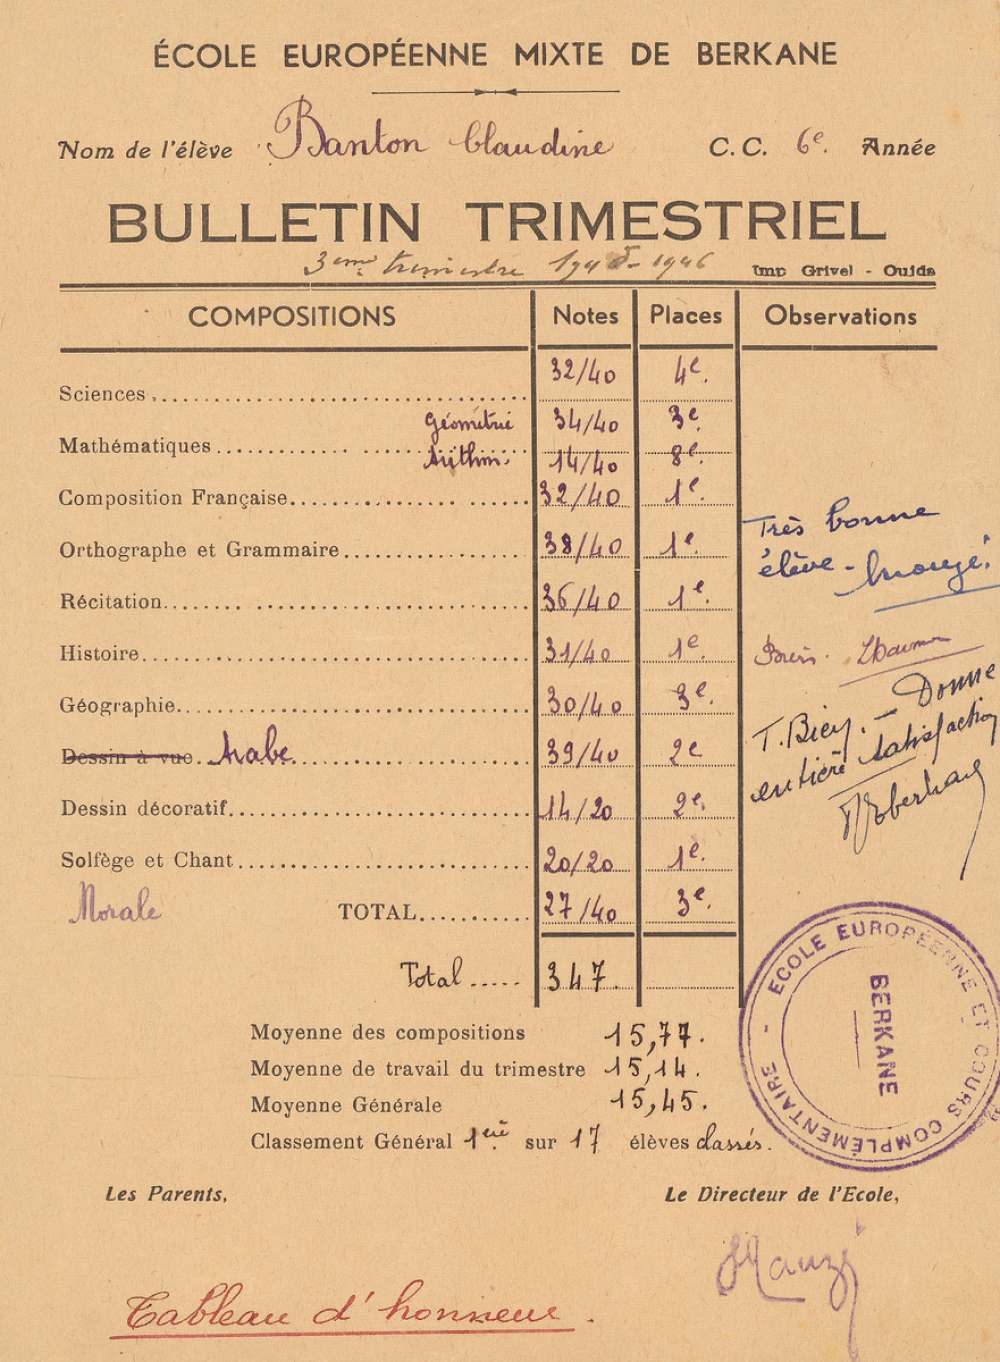 ÉCOLE EUROPÉENNE MIXTE DE BERKANE
Nom de l'élève Banton Claudine C. C. 6e. Année
BULLETIN TRIMESTRIEL
3eme trimestre 1945-1946 Imp Grivel - Oujda
COMPOSITIONS Notes Places Observations
Sciences 32/40 4e.
Géométrie 34/40 3e.
Mathématiques Arithm. 14/40 8e.
Composition Française 32/40 1e.
Orthographe et Grammaire 38/40 1e.
Récitation 36/40 1e.
Histoire 31/40 1e.
Géographie 30/40 3e.
Dessin à vue Arabe 39/40 2e
Dessin décoratif 14/20 2e.
Solfège et Chant 20/20 1e.
Morale TOTAL 27/40 3e.
Total 347.
Très bonne
élève -
T. Bien. - Donne
entière satisfaction
Moyenne des compositions 15,77.
Moyenne de travail du trimestre 15,14.
Moyenne Générale 15,45.
Classement Général 1ère sur 17 élèves classés.
ECOLE EUROPÉENNE ET COURS COMPLÉMENTAIRE -
BERKANE
Les Parents, Le Directeur de l'Ecole,
Tableau d'honneur.